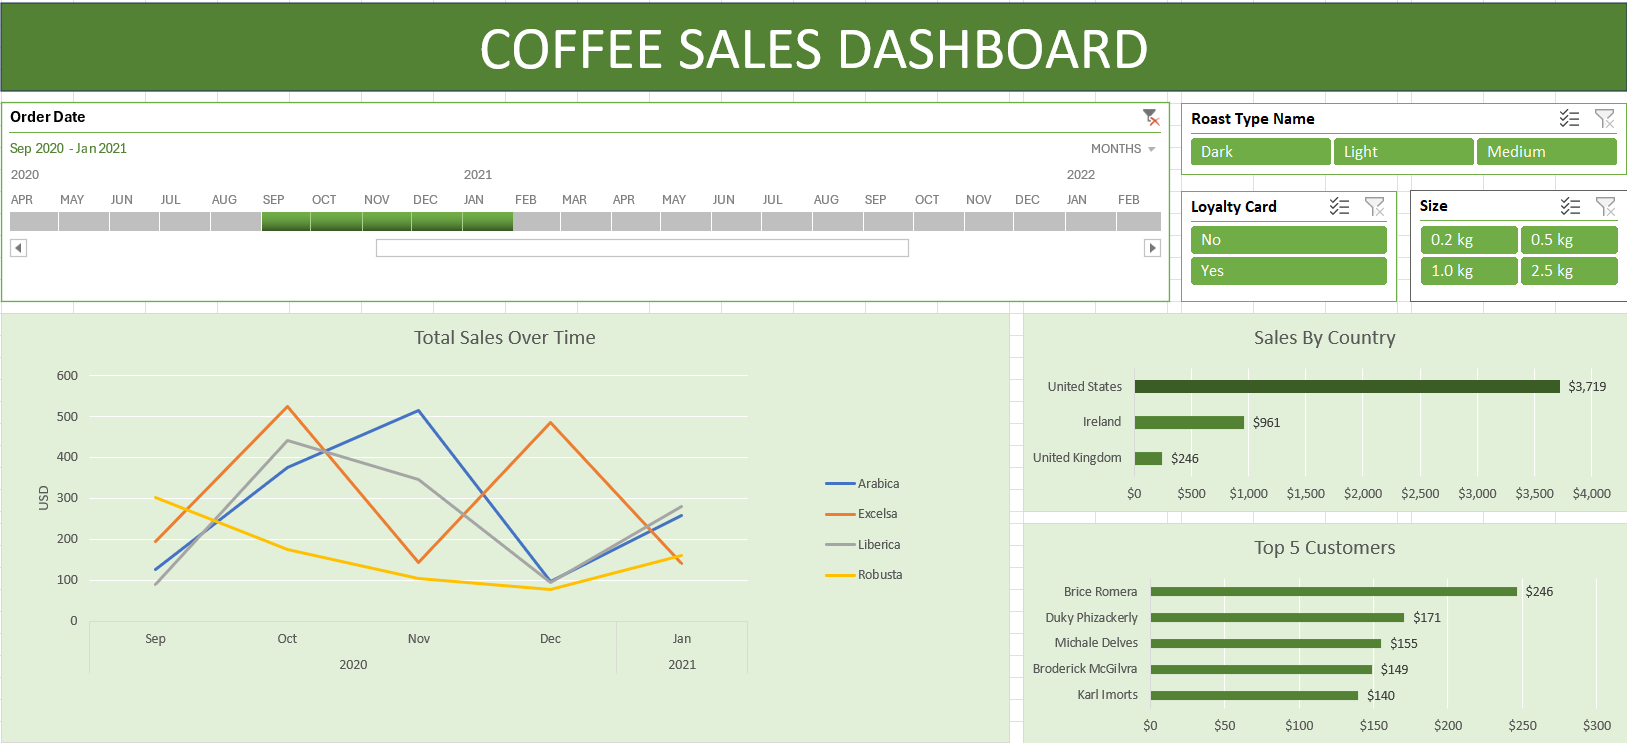 COFFEE SALES DASHBOARD
Order Date
Sep 2020 - Jan 2021
MONTHS
2020 2021 2022
APR MAY JUN JUL AUG SEP OCT NOV DEC JAN FEB MAR APR MAY JUN JUL AUG SEP OCT NOV DEC JAN FEB
Roast Type Name
Dark Light Medium
Loyalty Card
No
Yes
Size
0.2 kg 0.5 kg
1.0 kg 2.5 kg
Total Sales Over Time
USD
600
500
400
300
200
100
0
Sep Oct Nov Dec Jan
2020 2021
Arabica
Excelsa
Liberica
Robusta
Sales By Country
United States $3,719
Ireland $961
United Kingdom $246
$0 $500 $1,000 $1,500 $2,000 $2,500 $3,000 $3,500 $4,000
Top 5 Customers
Brice Romera $246
Duky Phizackerly $171
Michale Delves $155
Broderick McGilvra $149
Karl Imorts $140
$0 $50 $100 $150 $200 $250 $300